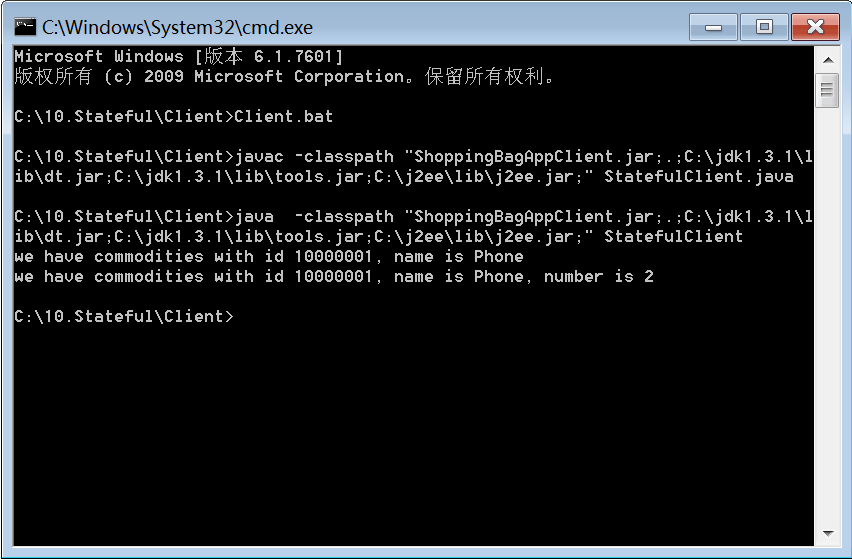 C:\Windows\System32\cmd.exe
Microsoft Windows [版本 6.1.7601]
版权所有 (c) 2009 Microsoft Corporation。保留所有权利。
C:\10.Stateful\Client>Client.bat
C:\10.Stateful\Client>javac -classpath "ShoppingBagAppClient.jar;.;C:\jdk1.3.1\l
ib\dt.jar;C:\jdk1.3.1\lib\tools.jar;C:\j2ee\lib\j2ee.jar;" StatefulClient.java
C:\10.Stateful\Client>java  -classpath "ShoppingBagAppClient.jar;.;C:\jdk1.3.1\l
ib\dt.jar;C:\jdk1.3.1\lib\tools.jar;C:\j2ee\lib\j2ee.jar;" StatefulClient
we have commodities with id 10000001, name is Phone
we have commodities with id 10000001, name is Phone, number is 2
C:\10.Stateful\Client>